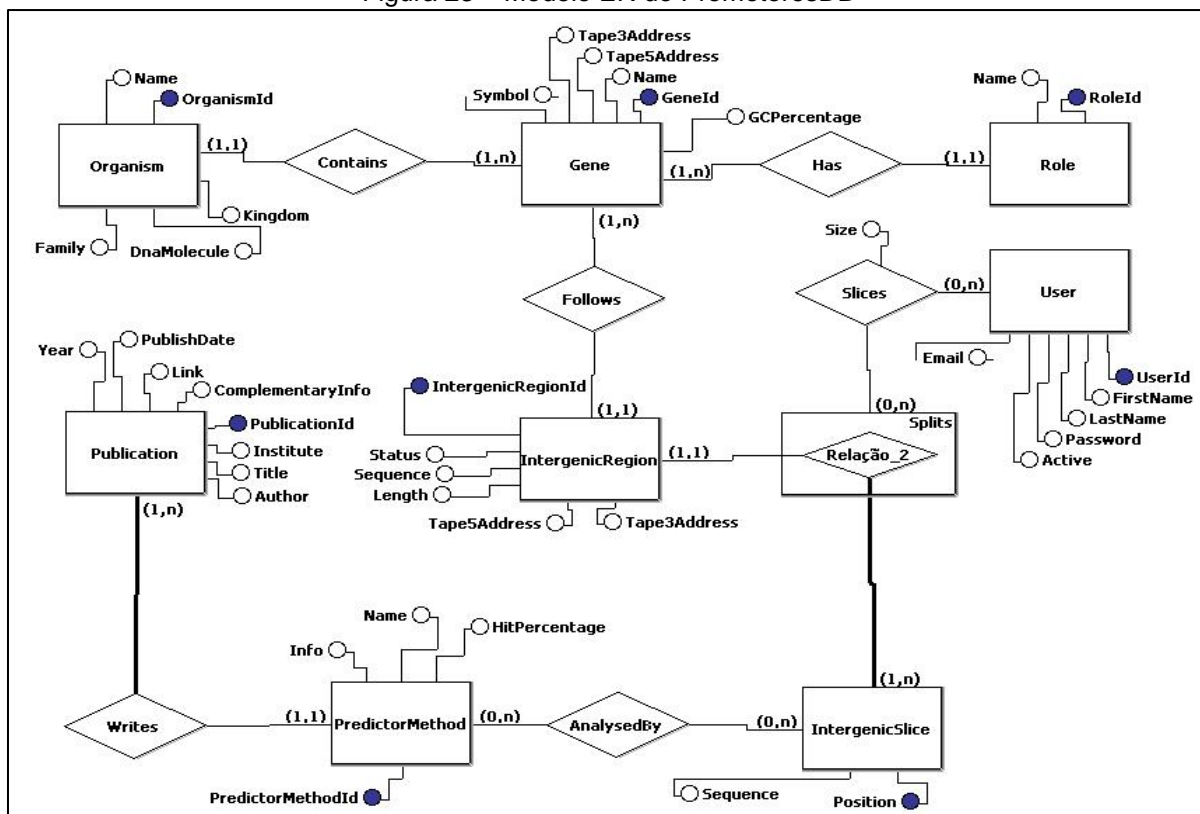 Figura – Modelo ER do PromotoresDB
Tape3Address
Tape5Address
Name
GeneId
Symbol
GCPercentage
Name
OrganismId
Name
RoleId
Organism
(1,1)
Contains
(1,n)
Gene
(1,n)
Has
(1,1)
Role
Kingdom
Family
DnaMolecule
(1,n)
Size
Follows
Slices
(0,n)
User
Year
PublishDate
Link
ComplementaryInfo
PublicationId
Institute
Title
Author
Publication
(1,n)
IntergenicRegionId
(1,1)
Status
Sequence
Length
IntergenicRegion
(1,1)
Tape5Address
Tape3Address
(0,n)
Splits
Relação_2
Email
UserId
FirstName
LastName
Password
Active
Name
HitPercentage
Info
Writes
(1,1)
PredictorMethod
(0,n)
AnalysedBy
(0,n)
(1,n)
IntergenicSlice
PredictorMethodId
Sequence
Position